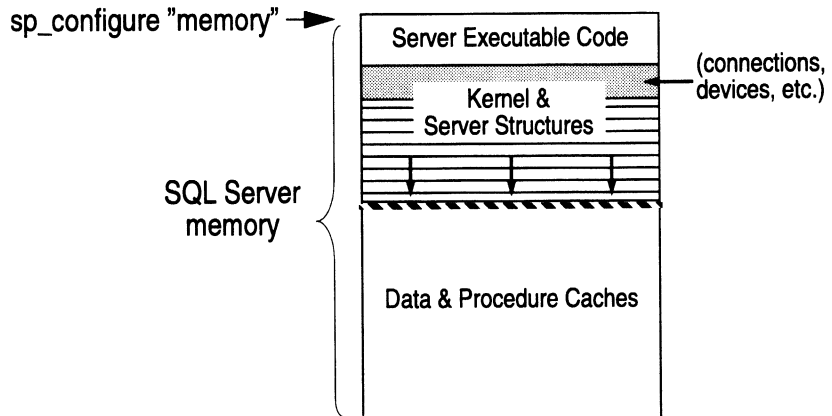 sp_configure ”memory”
Server Executable Code
(connections,
devices, etc.)
Kernel &
Server Structures
SQL Server
memory
Data & Procedure Caches